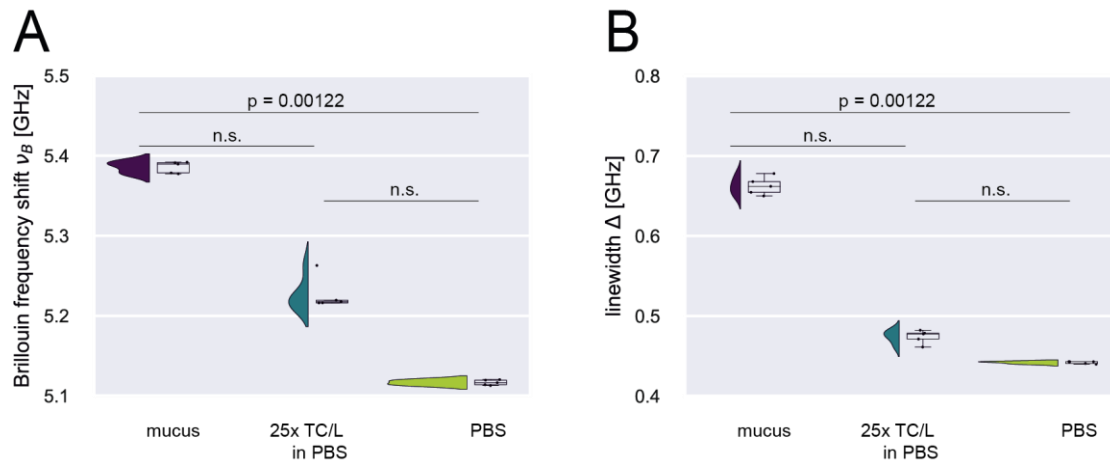 A
Brillouin frequency shift ν_B [GHz]
5.5
5.4
5.3
5.2
5.1
p = 0.00122
n.s.
n.s.
mucus
25x TC/L
in PBS
PBS
B
linewidth Δ [GHz]
0.8
0.7
0.6
0.5
0.4
p = 0.00122
n.s.
n.s.
mucus
25x TC/L
in PBS
PBS